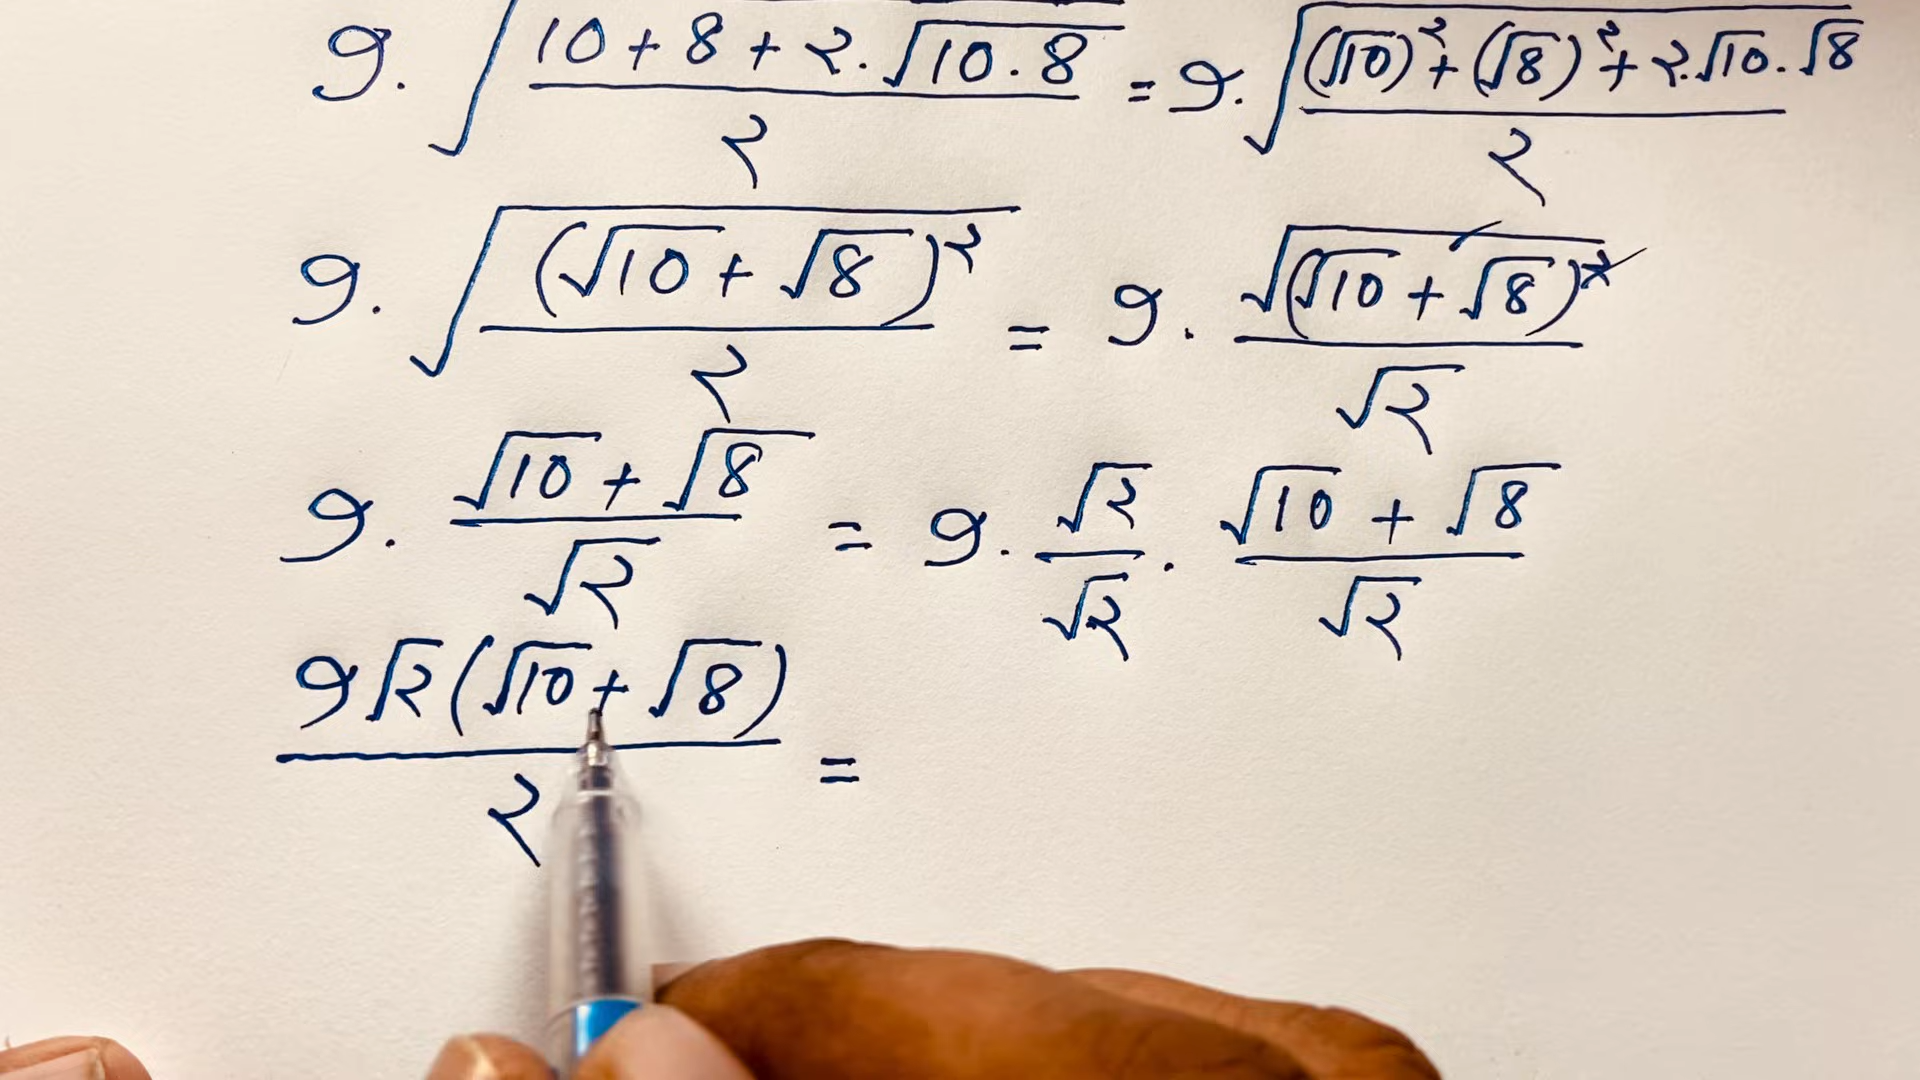 9. √((10 + 8 + 2.√(10.8))/2) = 9. √(((√10)² + (√8)² + 2.√10.√8)/2)
9. √((√10 + √8)²/2) = 9. √((√10 + √8)²)/√2
9. (√10 + √8)/√2 = 9. √2/√2 . (√10 + √8)/√2
9√2(√10 + √8)/2 =